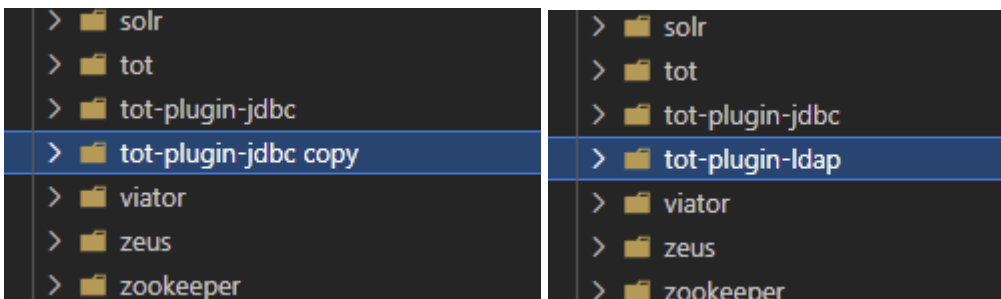 solr
tot
tot-plugin-jdbc
tot-plugin-jdbc copy
viator
zeus
zookeeper
solr
tot
tot-plugin-jdbc
tot-plugin-ldap
viator
zeus
zookeeper